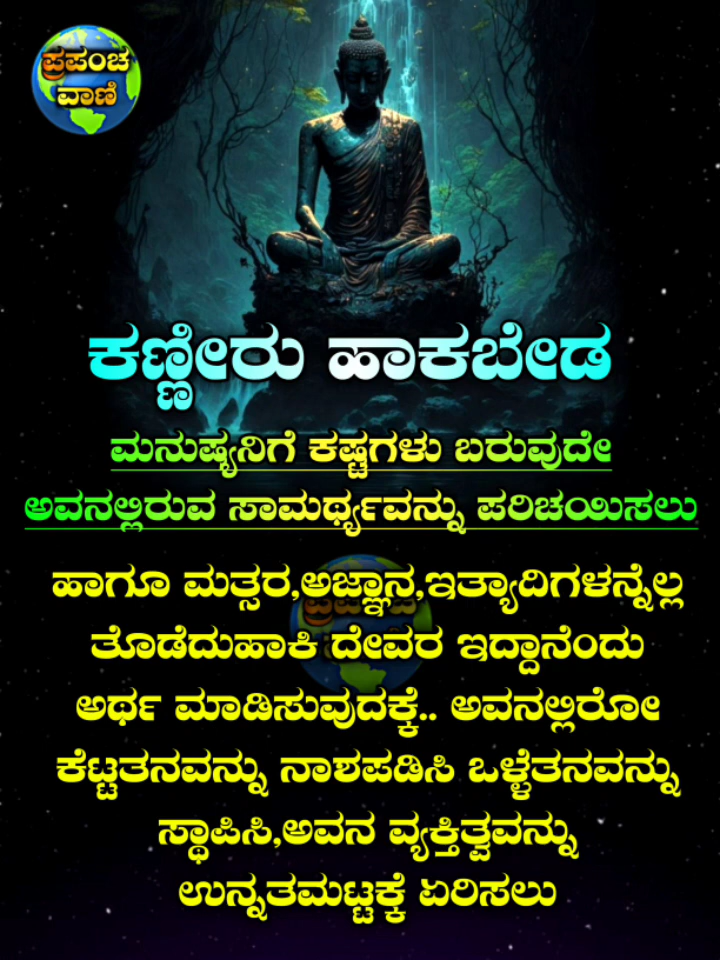 ಪ್ರಪಂಚ
ವಾಣಿ
ಕಣ್ಣೀರು ಹಾಕಬೇಡ
ಮನುಷ್ಯನಿಗೆ ಕಷ್ಟಗಳು ಬರುವುದೇ
ಅವನಲ್ಲಿರುವ ಸಾಮರ್ಥ್ಯವನ್ನು ಪರಿಚಯಿಸಲು
ಹಾಗೂ ಮತ್ಸರ,ಅಜ್ಞಾನ,ಇತ್ಯಾದಿಗಳನ್ನೆಲ್ಲ
ತೊಡೆದುಹಾಕಿ ದೇವರ ಇದ್ದಾನೆಂದು
ಅರ್ಥ ಮಾಡಿಸುವುದಕ್ಕೆ.. ಅವನಲ್ಲಿರೋ
ಕೆಟ್ಟತನವನ್ನು ನಾಶಪಡಿಸಿ ಒಳ್ಳೆತನವನ್ನು
ಸ್ಥಾಪಿಸಿ,ಅವನ ವ್ಯಕ್ತಿತ್ವವನ್ನು
ಉನ್ನತಮಟ್ಟಕ್ಕೆ ಏರಿಸಲು